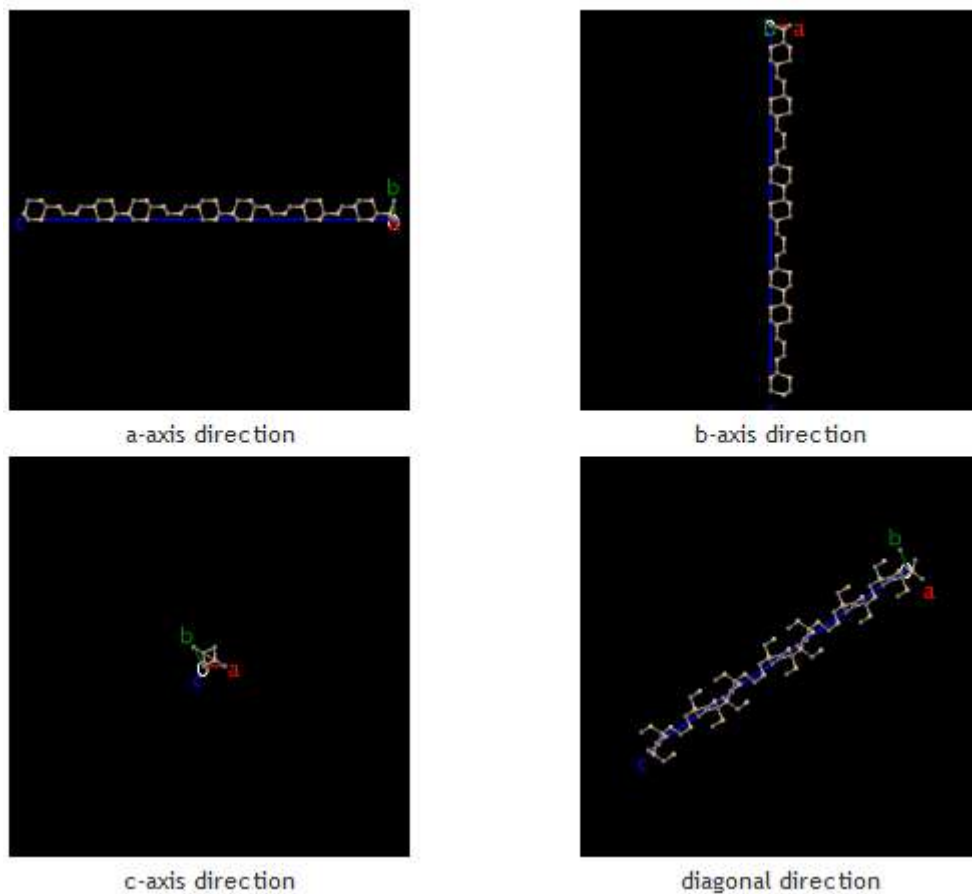 b
c
a-axis direction
a
b-axis direction
b
a
c
c-axis direction
b
a
c
diagonal direction